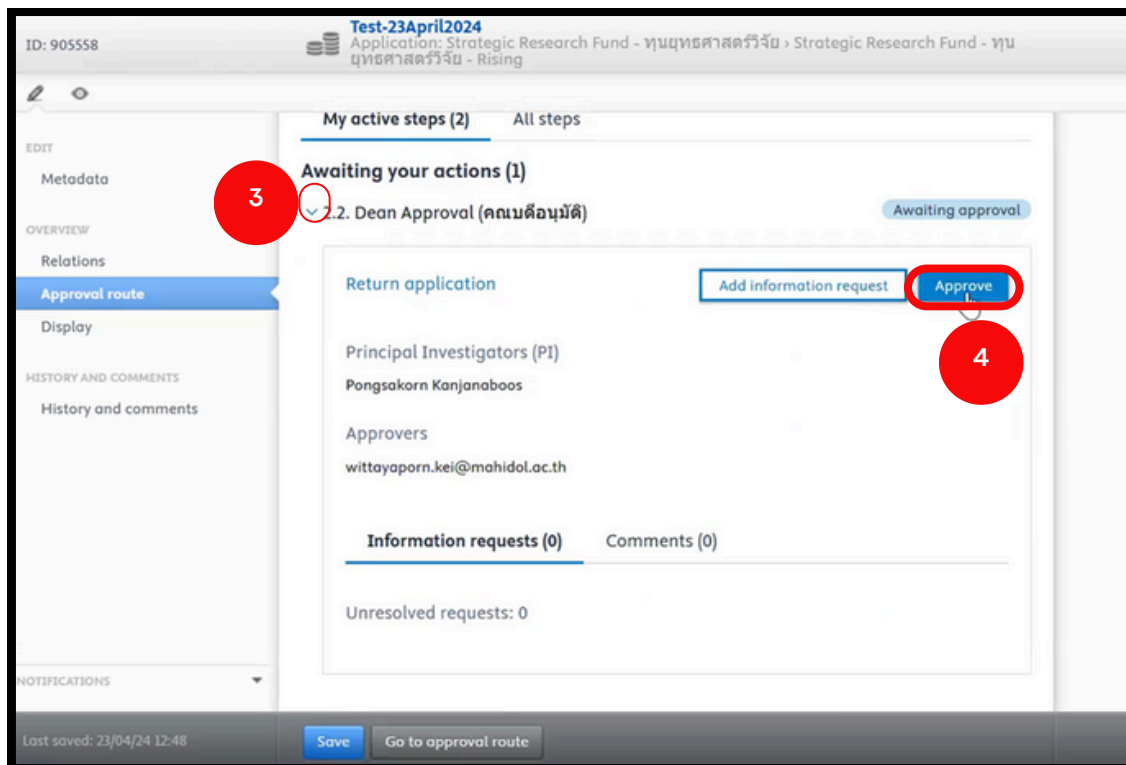 ID: 905558
Test-23April2024
Application: Strategic Research Fund - ทุนยุทธศาสตร์วิจัย › Strategic Research Fund - ทุน
ยุทธศาสตร์วิจัย - Rising
My active steps (2) All steps
EDIT
Metadata
OVERVIEW
Relations
Approval route
Display
HISTORY AND COMMENTS
History and comments
NOTIFICATIONS
Awaiting your actions (1)
3
2.2. Dean Approval (คณบดีอนุมัติ) Awaiting approval
Return application Add information request Approve
4
Principal Investigators (PI)
Pongsakorn Kanjanaboos
Approvers
wittayaporn.kei@mahidol.ac.th
Information requests (0) Comments (0)
Unresolved requests: 0
Last saved: 23/04/24 12:48 Save Go to approval route